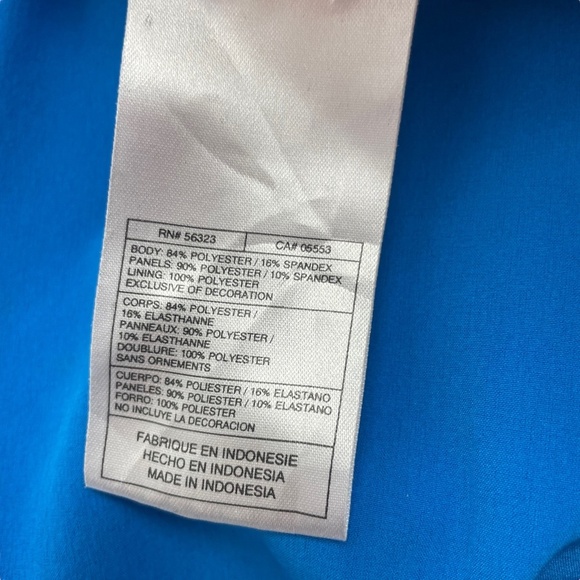 RN# 56323 CA# 05553
BODY: 84% POLYESTER / 16% SPANDEX
PANELS: 90% POLYESTER / 10% SPANDEX
LINING: 100% POLYESTER
EXCLUSIVE OF DECORATION
CORPS: 84% POLYESTER /
16% ELASTHANNE
PANNEAUX: 90% POLYESTER /
10% ELASTHANNE
DOUBLURE: 100% POLYESTER
SANS ORNEMENTS
CUERPO: 84% POLIESTER / 16% ELASTANO
PANELES: 90% POLIESTER / 10% ELASTANO
FORRO: 100% POLIESTER
NO INCLUYE LA DECORACION
FABRIQUE EN INDONESIE
HECHO EN INDONESIA
MADE IN INDONESIA